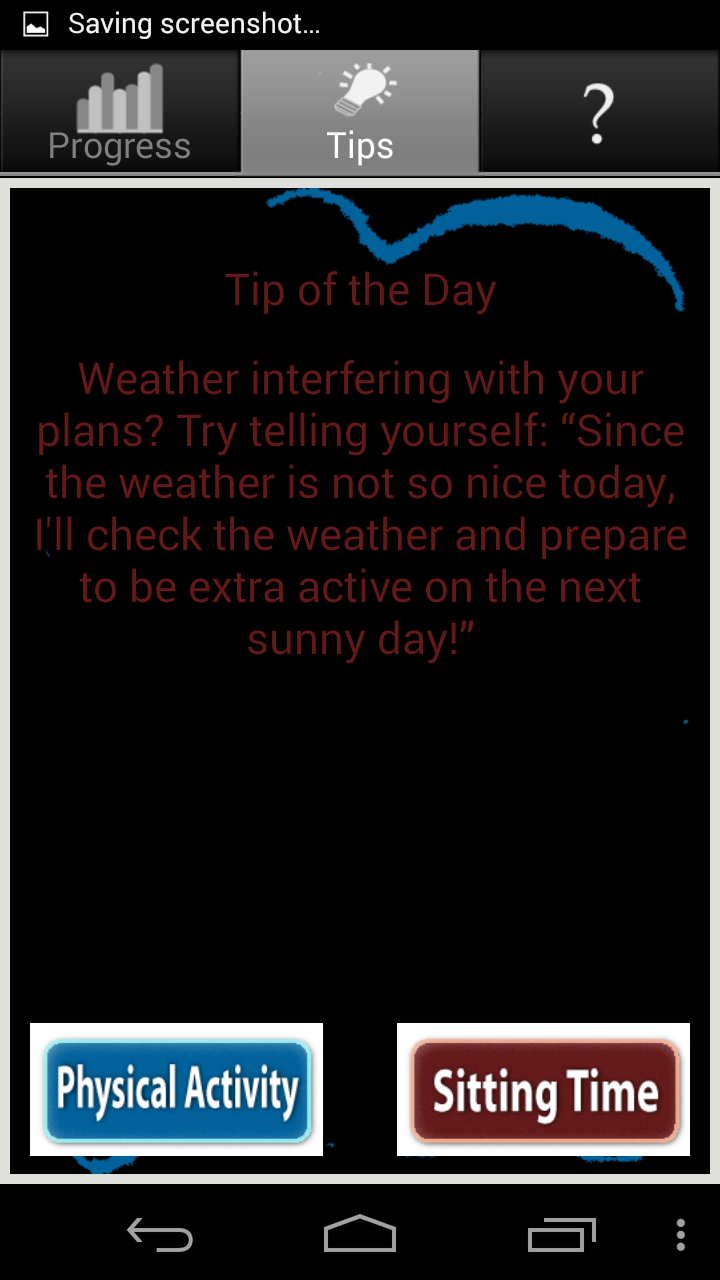 Saving screenshot...
Progress
Tips
?
Tip of the Day
Weather interfering with your
plans? Try telling yourself: “Since
the weather is not so nice today,
I'll check the weather and prepare
to be extra active on the next
sunny day!”
Physical Activity
Sitting Time